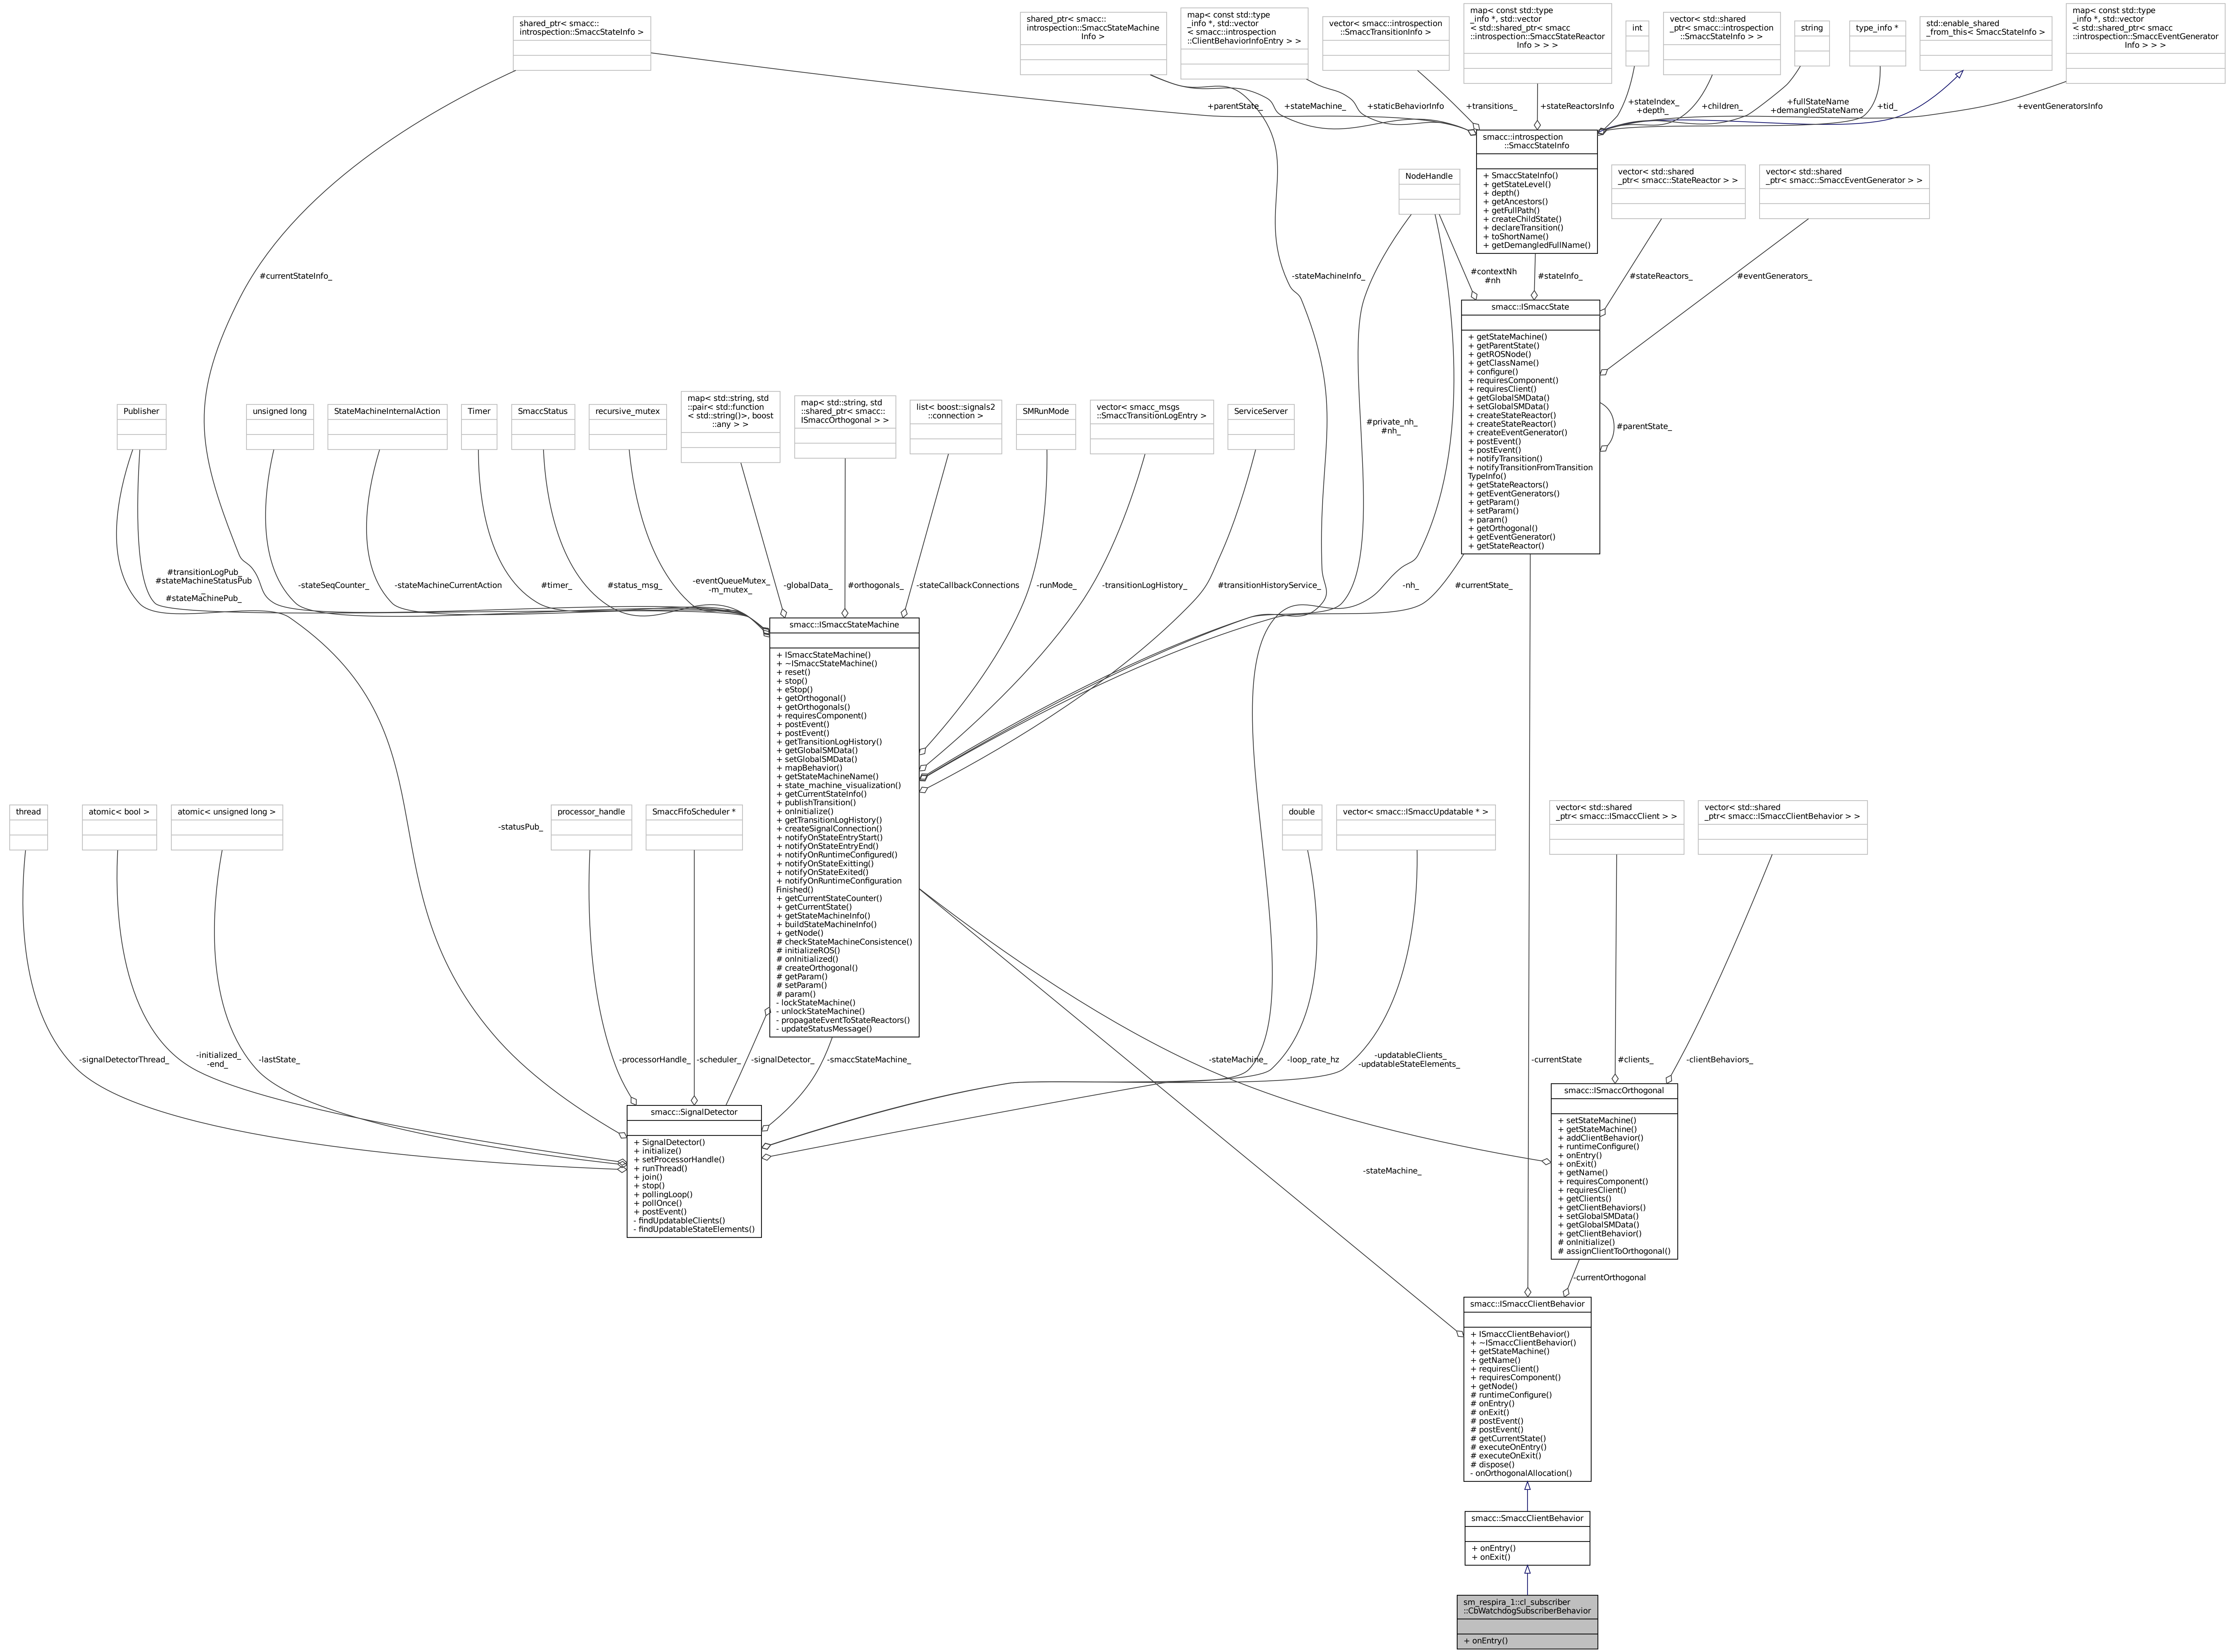 shared_ptr< smacc::
introspection::SmaccStateInfo >
shared_ptr< smacc::
introspection::SmaccStateMachine
Info >
map< const std::type
_info *, std::vector
< smacc::introspection
::ClientBehaviorInfoEntry > >
vector< smacc::introspection
::SmaccTransitionInfo >
map< const std::type
_info *, std::vector
< std::shared_ptr< smacc
::introspection::SmaccStateReactor
Info > > >
int
vector< std::shared
_ptr< smacc::introspection
::SmaccStateInfo > >
string
type_info *
std::enable_shared
_from_this< SmaccStateInfo >
map< const std::type
_info *, std::vector
< std::shared_ptr< smacc
::introspection::SmaccEventGenerator
Info > > >
+parentState_
+stateMachine_
+staticBehaviorInfo
+transitions_
+stateReactorsInfo
+stateIndex_
+depth_
+children_
+fullStateName
+demangledStateName
+tid_
+eventGeneratorsInfo
smacc::introspection
::SmaccStateInfo
+ SmaccStateInfo()
+ getStateLevel()
+ depth()
+ getAncestors()
+ getFullPath()
+ createChildState()
+ declareTransition()
+ toShortName()
+ getDemangledFullName()
NodeHandle
vector< std::shared
_ptr< smacc::StateReactor > >
vector< std::shared
_ptr< smacc::SmaccEventGenerator > >
#currentStateInfo_
-stateMachineInfo_
#contextNh
#nh
#stateInfo_
#stateReactors_
#eventGenerators_
smacc::ISmaccState
+ getStateMachine()
+ getParentState()
+ getROSNode()
+ getClassName()
+ configure()
+ requiresComponent()
+ requiresClient()
+ getGlobalSMData()
+ setGlobalSMData()
+ createStateReactor()
+ createStateReactor()
+ createEventGenerator()
+ postEvent()
+ postEvent()
+ notifyTransition()
+ notifyTransitionFromTransition
TypeInfo()
+ getStateReactors()
+ getEventGenerators()
+ getParam()
+ setParam()
+ param()
+ getOrthogonal()
+ getEventGenerator()
+ getStateReactor()
#parentState_
#private_nh_
#nh_
Publisher
unsigned long
StateMachineInternalAction
Timer
SmaccStatus
recursive_mutex
map< std::string, std
::pair< std::function
< std::string()>, boost
::any > >
map< std::string, std
::shared_ptr< smacc::
ISmaccOrthogonal > >
list< boost::signals2
::connection >
SMRunMode
vector< smacc_msgs
::SmaccTransitionLogEntry >
ServiceServer
#transitionLogPub_
#stateMachineStatusPub
_
#stateMachinePub_
-stateSeqCounter_
-stateMachineCurrentAction
#timer_
#status_msg_
-eventQueueMutex_
-m_mutex_
-globalData_
#orthogonals_
-stateCallbackConnections
-runMode_
-transitionLogHistory_
#transitionHistoryService_
-nh_
#currentState_
smacc::ISmaccStateMachine
+ ISmaccStateMachine()
+ ~ISmaccStateMachine()
+ reset()
+ stop()
+ eStop()
+ getOrthogonal()
+ getOrthogonals()
+ requiresComponent()
+ postEvent()
+ postEvent()
+ getTransitionLogHistory()
+ getGlobalSMData()
+ setGlobalSMData()
+ mapBehavior()
+ getStateMachineName()
+ state_machine_visualization()
+ getCurrentStateInfo()
+ publishTransition()
+ onInitialize()
+ getTransitionLogHistory()
+ createSignalConnection()
+ notifyOnStateEntryStart()
+ notifyOnStateEntryEnd()
+ notifyOnRuntimeConfigured()
+ notifyOnStateExitting()
+ notifyOnStateExited()
+ notifyOnRuntimeConfiguration
Finished()
+ getCurrentStateCounter()
+ getCurrentState()
+ getStateMachineInfo()
+ buildStateMachineInfo()
+ getNode()
# checkStateMachineConsistence()
# initializeROS()
# onInitialized()
# createOrthogonal()
# getParam()
# setParam()
# param()
- lockStateMachine()
- unlockStateMachine()
- propagateEventToStateReactors()
- updateStatusMessage()
thread
atomic< bool >
atomic< unsigned long >
-statusPub_
processor_handle
SmaccFifoScheduler *
double
vector< smacc::ISmaccUpdatable * >
vector< std::shared
_ptr< smacc::ISmaccClient > >
vector< std::shared
_ptr< smacc::ISmaccClientBehavior > >
-signalDetectorThread_
-initialized_
-end_
-lastState_
-processorHandle_
-scheduler_
-signalDetector_
-smaccStateMachine_
-stateMachine_
-loop_rate_hz
-updatableClients_
-updatableStateElements_
-currentState
#clients_
-clientBehaviors_
smacc::SignalDetector
+ SignalDetector()
+ initialize()
+ setProcessorHandle()
+ runThread()
+ join()
+ stop()
+ pollingLoop()
+ pollOnce()
+ postEvent()
- findUpdatableClients()
- findUpdatableStateElements()
smacc::ISmaccOrthogonal
+ setStateMachine()
+ getStateMachine()
+ addClientBehavior()
+ runtimeConfigure()
+ onEntry()
+ onExit()
+ getName()
+ requiresComponent()
+ requiresClient()
+ getClients()
+ getClientBehaviors()
+ setGlobalSMData()
+ getGlobalSMData()
+ getClientBehavior()
# onInitialize()
# assignClientToOrthogonal()
-stateMachine_
-currentOrthogonal
smacc::ISmaccClientBehavior
+ ISmaccClientBehavior()
+ ~ISmaccClientBehavior()
+ getStateMachine()
+ getName()
+ requiresClient()
+ requiresComponent()
+ getNode()
# runtimeConfigure()
# onEntry()
# onExit()
# postEvent()
# postEvent()
# getCurrentState()
# executeOnEntry()
# executeOnExit()
# dispose()
- onOrthogonalAllocation()
smacc::SmaccClientBehavior
+ onEntry()
+ onExit()
sm_respira_1::cl_subscriber
::CbWatchdogSubscriberBehavior
+ onEntry()